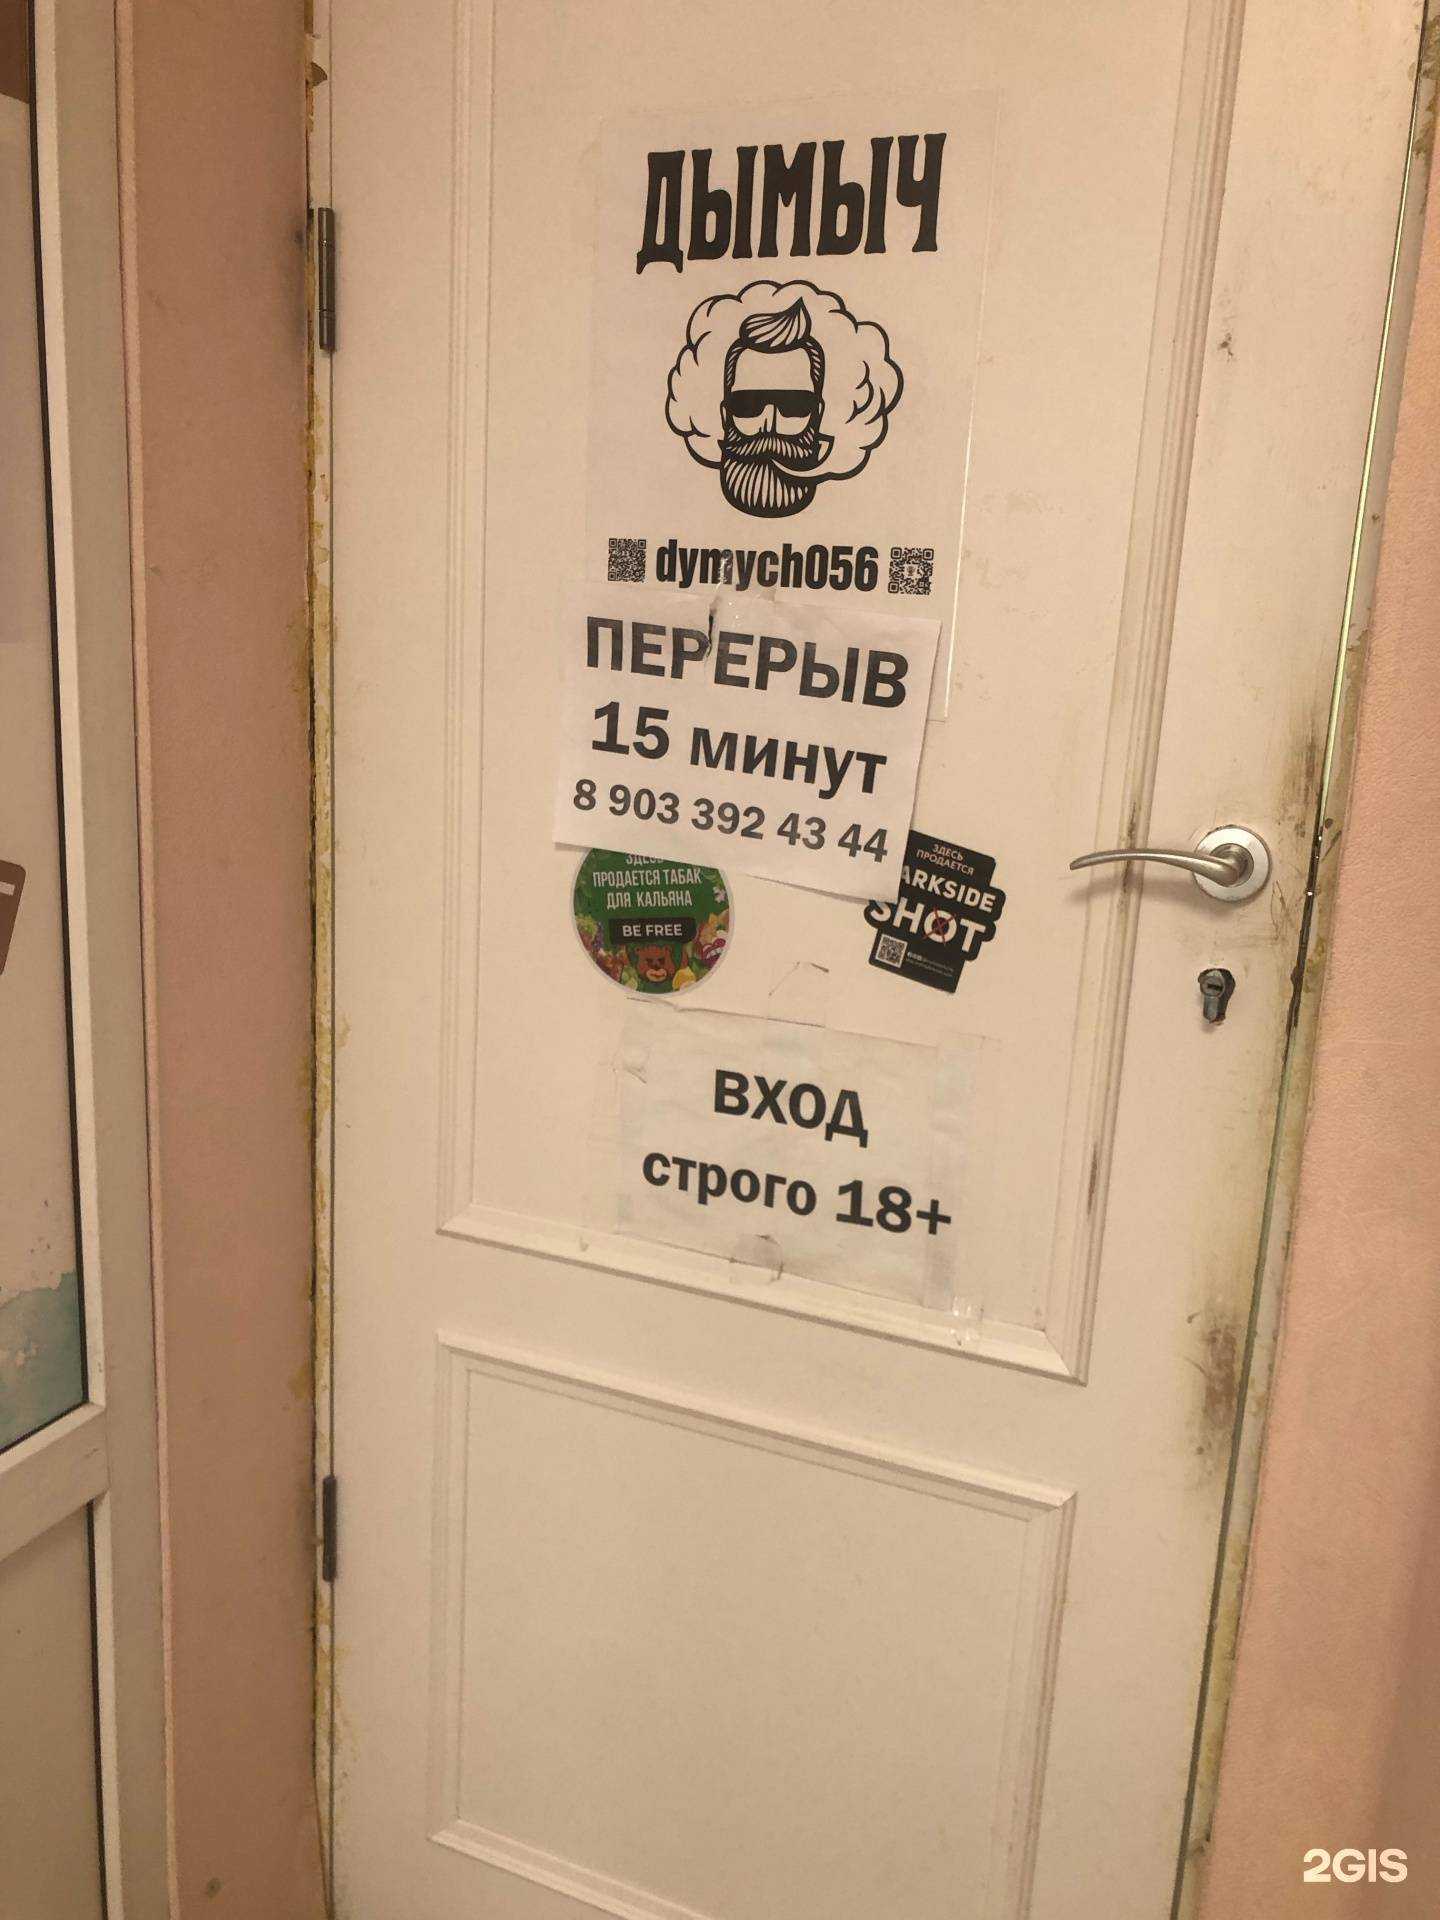 ДЫМЫЧ
dymych056
ПЕРЕРЫВ
15 минут
8 903 392 43 44
ЗДЕСЬ
ПРОДАЕТСЯ ТАБАК
ДЛЯ КАЛЬЯНА
BE FREE
ЗДЕСЬ
ПРОДАЕТСЯ
ARKSIDE
SHOT
ВХОД
строго 18+
2GIS